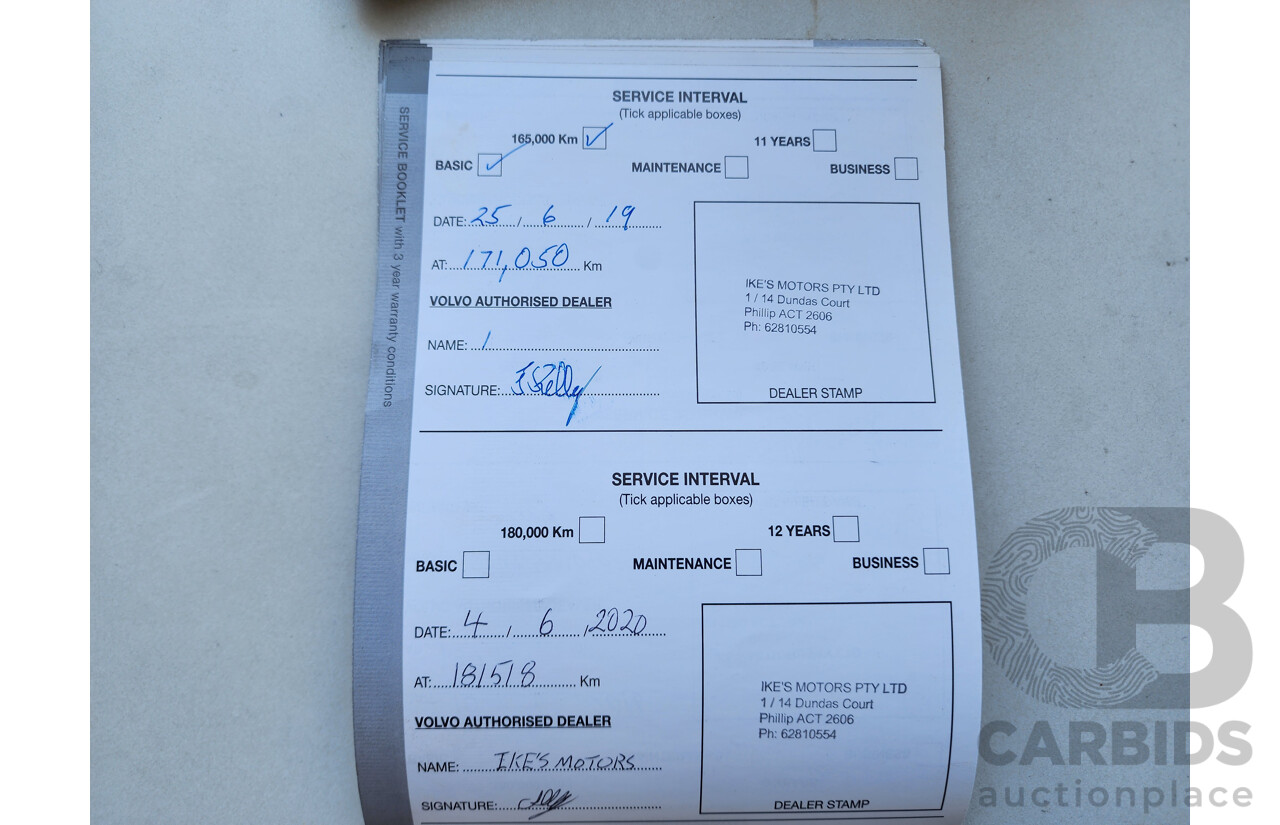 SERVICE BOOKLET with 3 year warranty conditions
SERVICE INTERVAL
(Tick applicable boxes)
165,000 Km 11 YEARS
BASIC MAINTENANCE BUSINESS
DATE: 25 / 6 / 19
AT: 171,050 Km
VOLVO AUTHORISED DEALER
NAME:
SIGNATURE:
IKE'S MOTORS PTY LTD
1 / 14 Dundas Court
Phillip ACT 2606
Ph: 62810554
DEALER STAMP
SERVICE INTERVAL
(Tick applicable boxes)
180,000 Km 12 YEARS
BASIC MAINTENANCE BUSINESS
DATE: 4 / 6 / 2020
AT: 181518 Km
VOLVO AUTHORISED DEALER
NAME: IKE'S MOTORS
SIGNATURE:
IKE'S MOTORS PTY LTD
1 / 14 Dundas Court
Phillip ACT 2606
Ph: 62810554
DEALER STAMP
CARBIDS
auctionplace